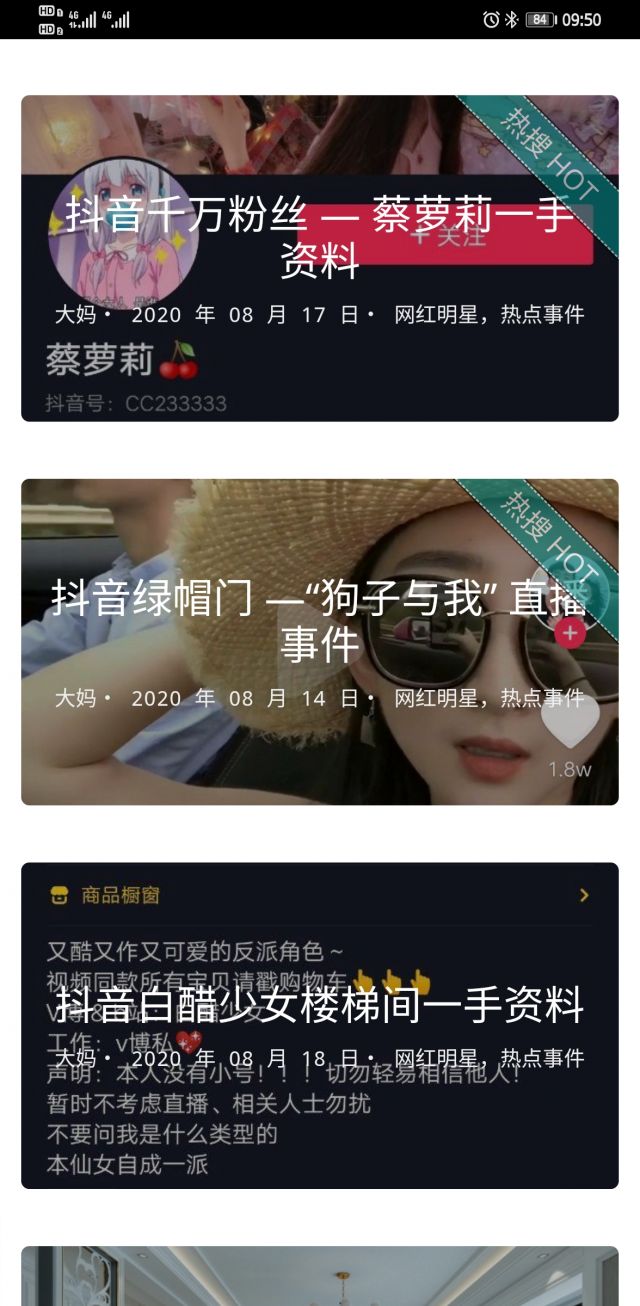 HD 1 4G 4G 84 09:50
HD 2
热搜 HOT
抖音千万粉丝 — 蔡萝莉一手
+ 关注
资料
大妈• 2020 年 08 月 17 日• 网红明星，热点事件
蔡萝莉🍒
抖音号：CC233333
热搜 HOT
抖音绿帽门 —“狗子与我” 直播
事件
大妈• 2020 年 08 月 14 日• 网红明星，热点事件
1.8w
商品橱窗
又酷又作又可爱的反派角色～
视频同款所有宝贝请戳购物车👆👆👆
抖音白醋少女楼梯间一手资料
工作：v博私💖
大妈• 2020 年 08 月 18 日• 网红明星，热点事件
声明：本人没有小号！！！切勿轻易相信他人！
暂时不考虑直播、相关人士勿扰
不要问我是什么类型的
本仙女自成一派